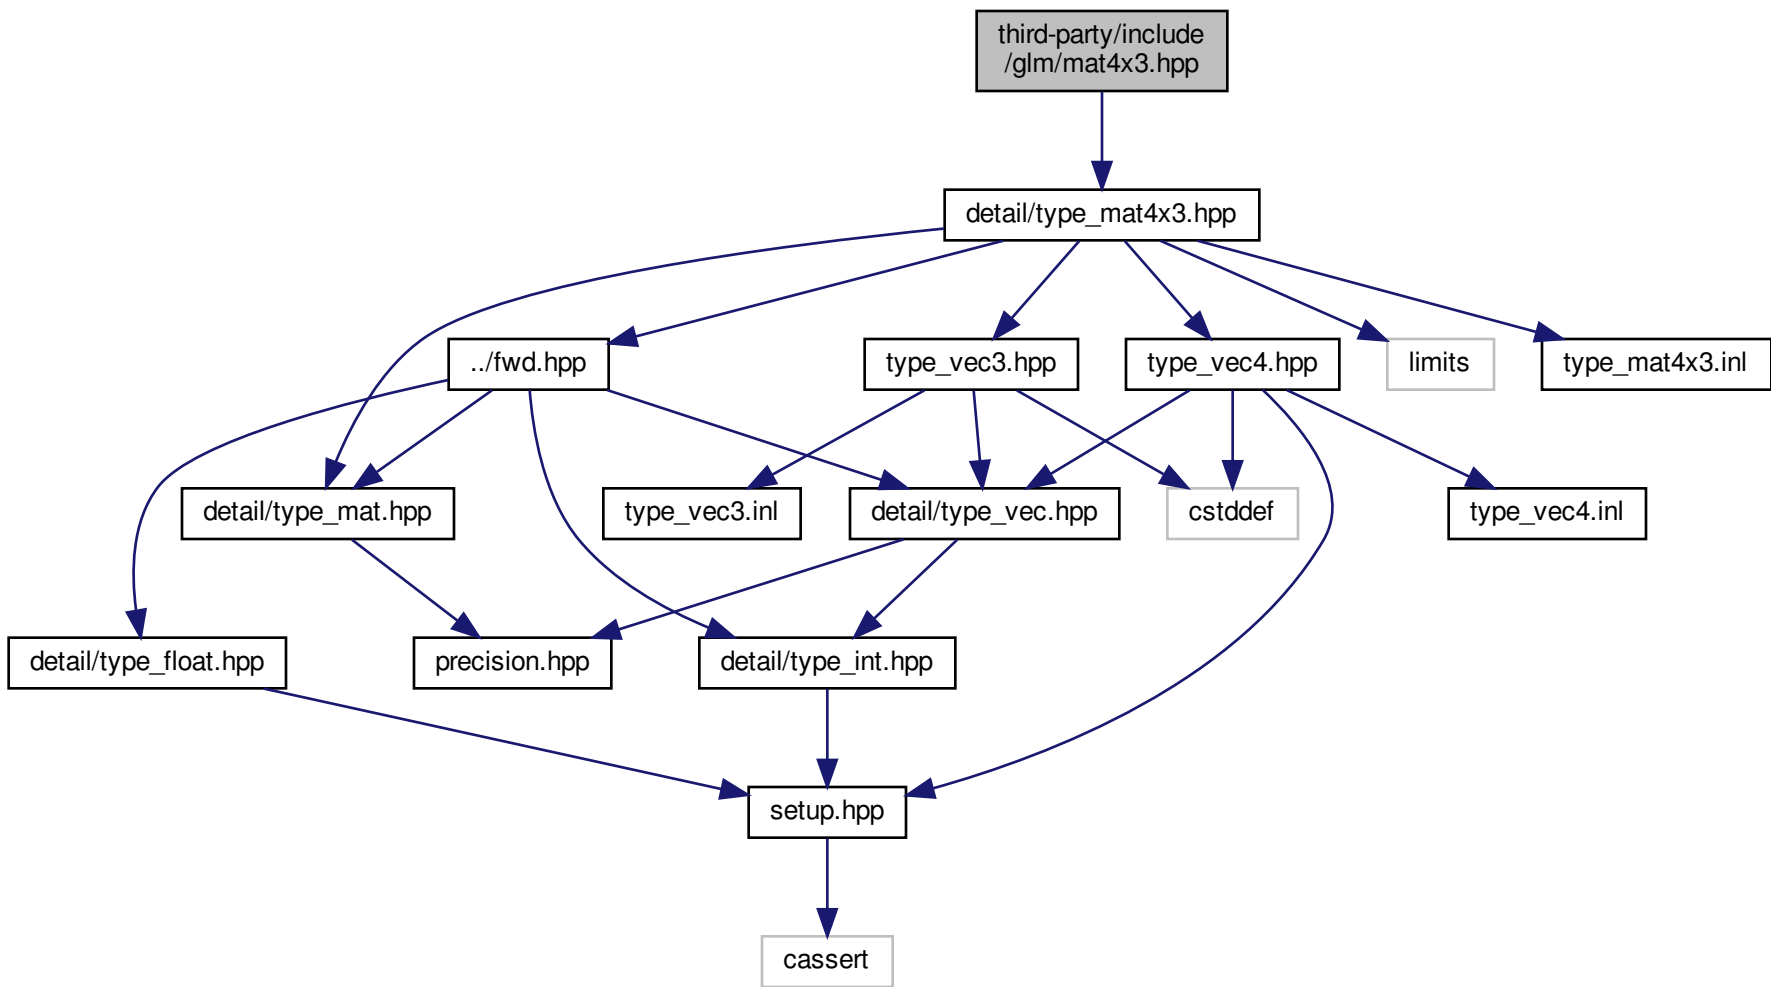 third-party/include
/glm/mat4x3.hpp
detail/type_mat4x3.hpp
../fwd.hpp
type_vec3.hpp
type_vec4.hpp
limits
type_mat4x3.inl
detail/type_mat.hpp
type_vec3.inl
detail/type_vec.hpp
cstddef
type_vec4.inl
detail/type_float.hpp
precision.hpp
detail/type_int.hpp
setup.hpp
cassert